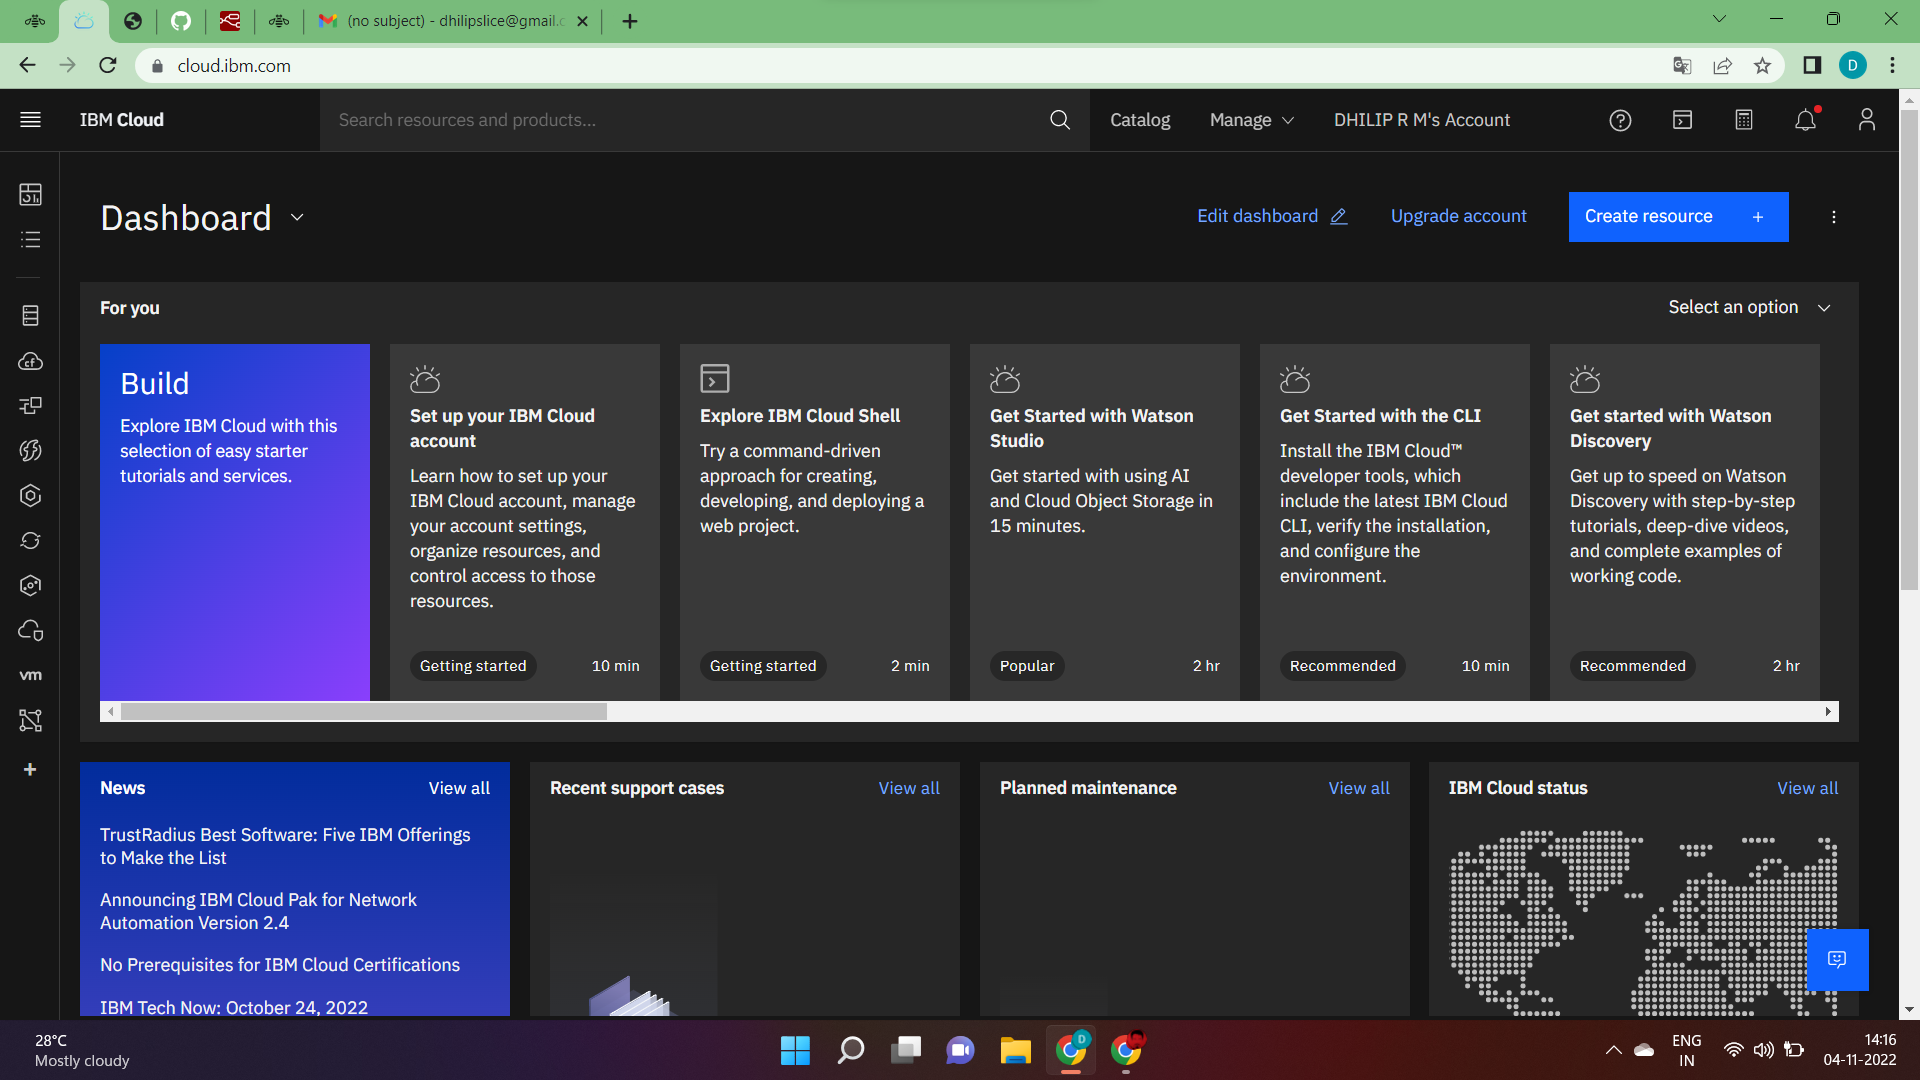 (no subject) - dhilipslice@gmail.c
cloud.ibm.com
D
IBM Cloud
Search resources and products...
Catalog
Manage
DHILIP R M's Account
Dashboard
Edit dashboard
Upgrade account
Create resource +
For you
Select an option
Build
Explore IBM Cloud with this
selection of easy starter
tutorials and services.
Set up your IBM Cloud
account
Learn how to set up your
IBM Cloud account, manage
your account settings,
organize resources, and
control access to those
resources.
Getting started
10 min
Explore IBM Cloud Shell
Try a command-driven
approach for creating,
developing, and deploying a
web project.
Getting started
2 min
Get Started with Watson
Studio
Get started with using AI
and Cloud Object Storage in
15 minutes.
Popular
2 hr
Get Started with the CLI
Install the IBM Cloud™
developer tools, which
include the latest IBM Cloud
CLI, verify the installation,
and configure the
environment.
Recommended
10 min
Get started with Watson
Discovery
Get up to speed on Watson
Discovery with step-by-step
tutorials, deep-dive videos,
and complete examples of
working code.
Recommended
2 hr
cf
vm
News
View all
TrustRadius Best Software: Five IBM Offerings
to Make the List
Announcing IBM Cloud Pak for Network
Automation Version 2.4
No Prerequisites for IBM Cloud Certifications
IBM Tech Now: October 24, 2022
Recent support cases
View all
Planned maintenance
View all
IBM Cloud status
View all
28°C
Mostly cloudy
D
ENG
IN
14:16
04-11-2022